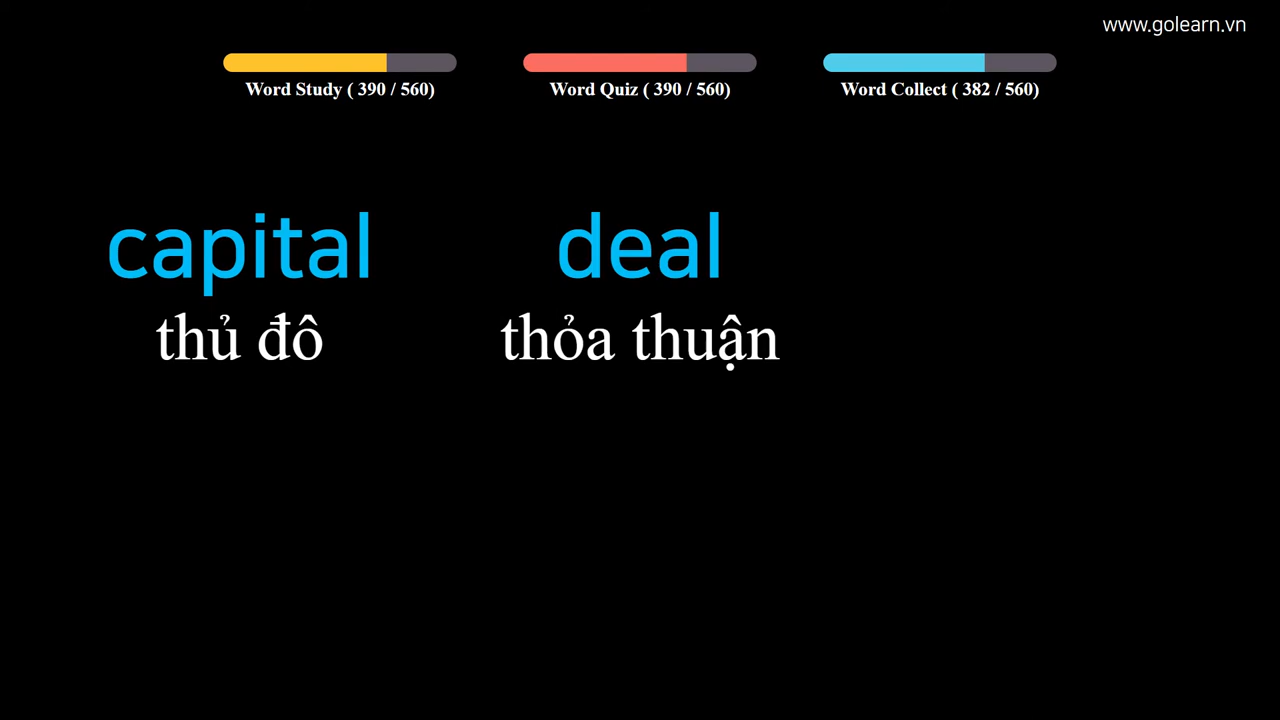 www.golearn.vn
Word Study ( 390 / 560)
Word Quiz ( 390 / 560)
Word Collect ( 382 / 560)
capital
thủ đô
deal
thỏa thuận